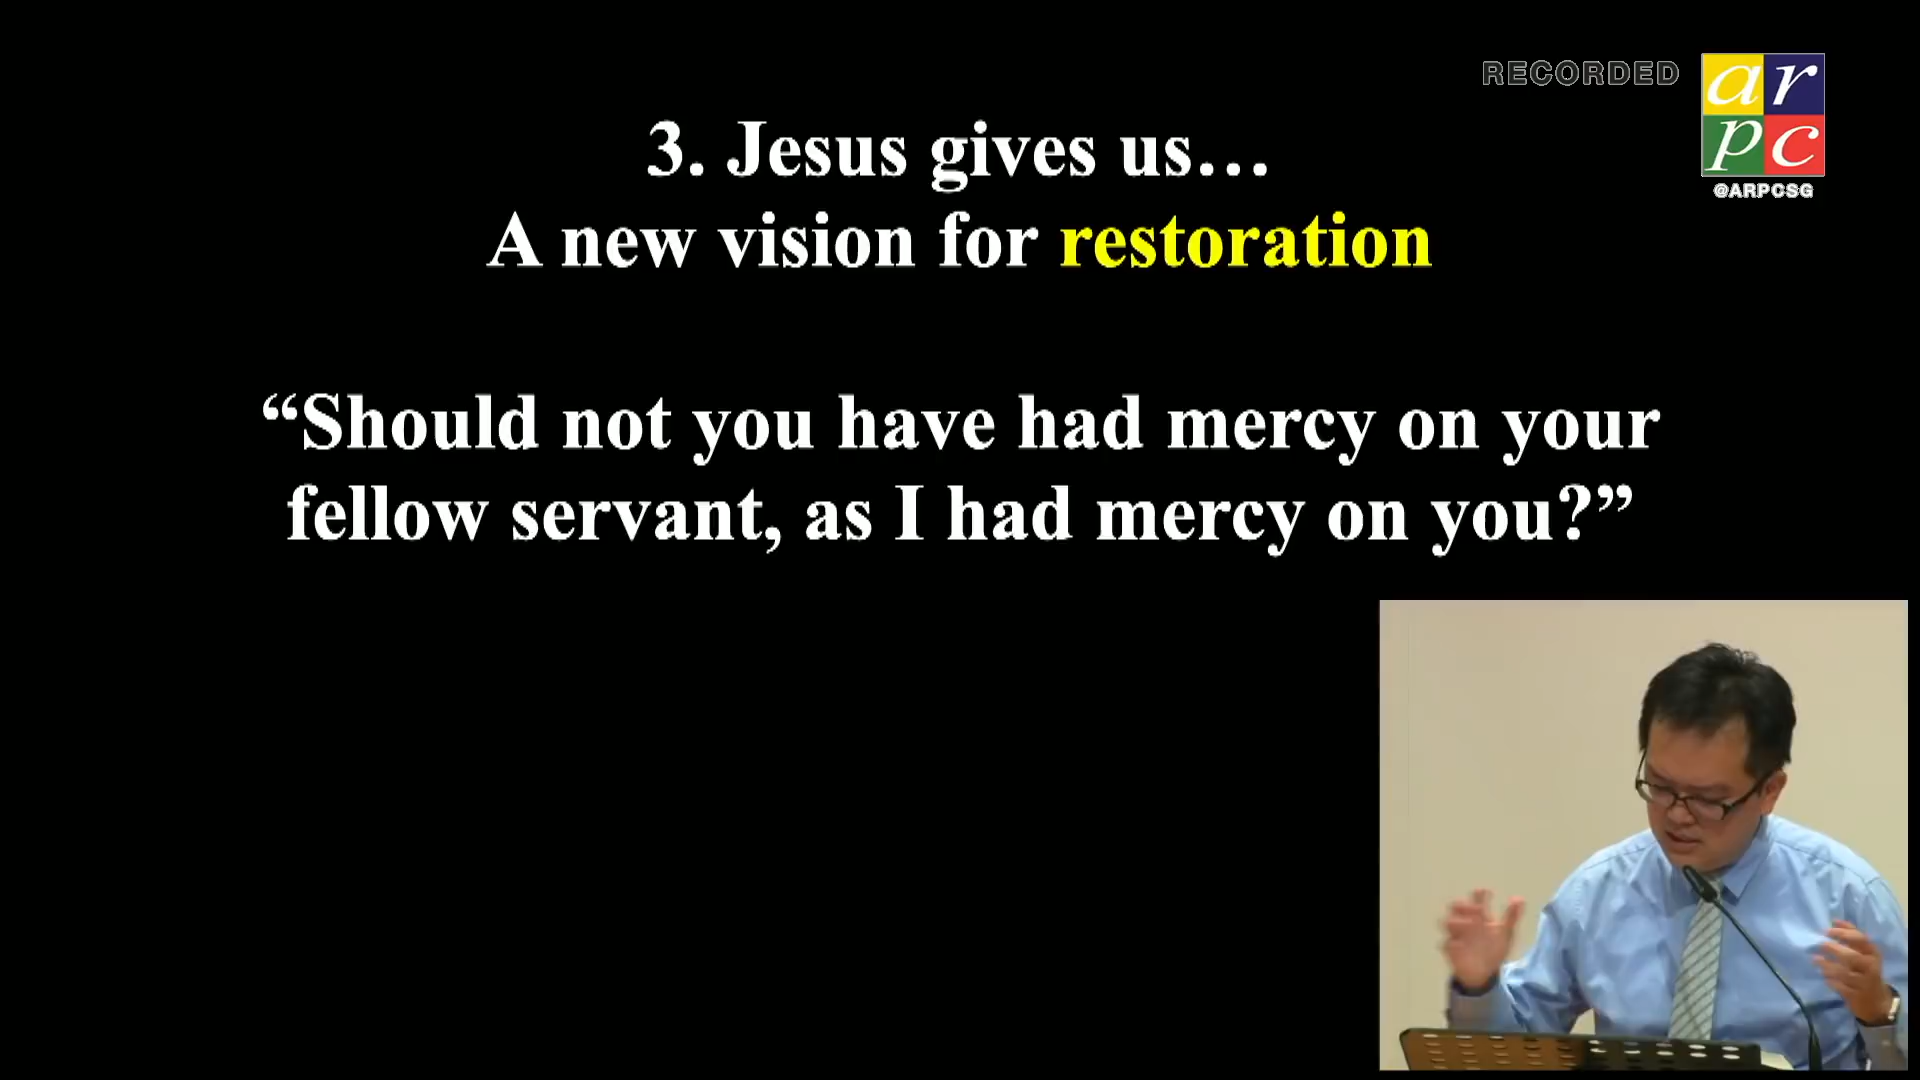 RECORDED
ar
pc
@ARPCSG
3. Jesus gives us…
A new vision for restoration
“Should not you have had mercy on your
fellow servant, as I had mercy on you?”